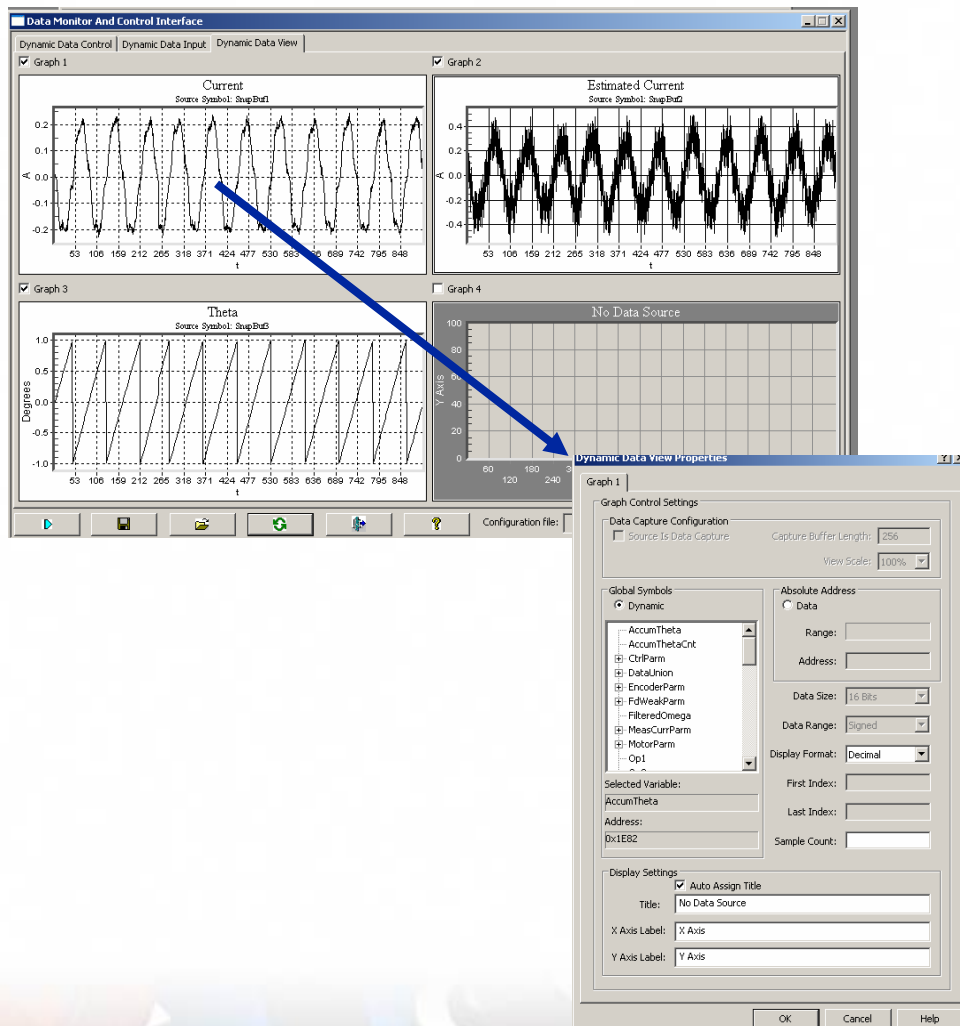 Data Monitor And Control Interface
Dynamic Data Control Dynamic Data Input Dynamic Data View
Graph 1
Current
Source Symbol: SnapBuf1
A
0.2
0.1
0.0
-0.1
-0.2
53 106 159 212 265 318 371 424 477 530 583 636 689 742 795 848
t
Graph 2
Estimated Current
Source Symbol: SnapBuf2
A
0.4
0.2
0.0
-0.2
-0.4
53 106 159 212 265 318 371 424 477 530 583 636 689 742 795 848
t
Graph 3
Theta
Source Symbol: SnapBuf3
Degrees
1.0
0.5
0.0
-0.5
-1.0
53 106 159 212 265 318 371 424 477 530 583 636 689 742 795 848
t
Graph 4
No Data Source
Y Axis
100
80
60
40
20
0
60 180
120 240
Configuration file:
Dynamic Data View Properties
Graph 1
Graph Control Settings
Data Capture Configuration
Source Is Data Capture
Capture Buffer Length: 256
View Scale: 100%
Global Symbols
Dynamic
AccumTheta
AccumThetaCnt
CtrlParm
DataUnion
EncoderParm
FdWeakParm
FilteredOmega
MeasCurrParm
MotorParm
Op1
Selected Variable:
AccumTheta
Address:
0x1E82
Absolute Address
Data
Range:
Address:
Data Size: 16 Bits
Data Range: Signed
Display Format: Decimal
First Index:
Last Index:
Sample Count:
Display Settings
Auto Assign Title
Title: No Data Source
X Axis Label: X Axis
Y Axis Label: Y Axis
OK Cancel Help